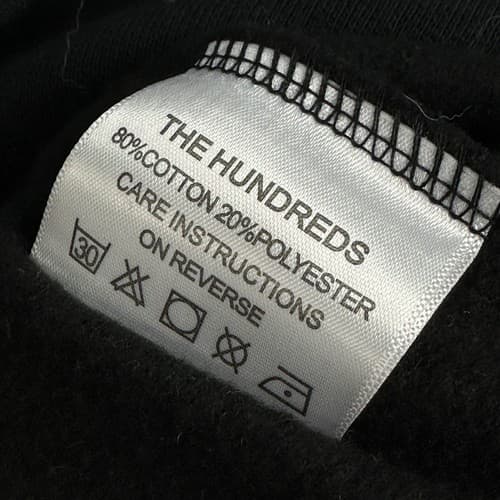 THE HUNDREDS
80%COTTON 20%POLYESTER
CARE INSTRUCTIONS
ON REVERSE
30